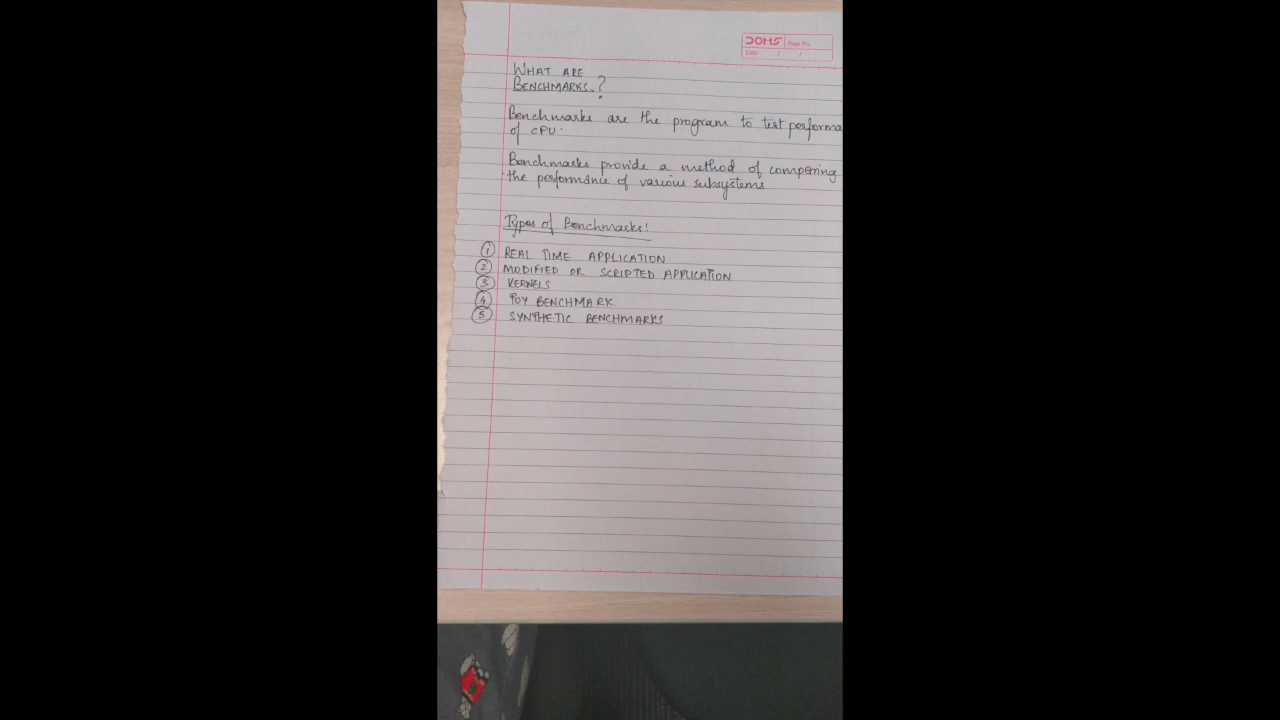 DOMS Page No.
Date / /
WHAT ARE
BENCHMARKS?
Benchmarks are the program to test performa
of CPU.
Benchmarks provide a method of comparing
the performance of various subsystems
Types of Benchmarks:
1 REAL TIME APPLICATION
2 MODIFIED OR SCRIPTED APPLICATION
3 KERNELS
4 TOY BENCHMARK
5 SYNTHETIC BENCHMARKS